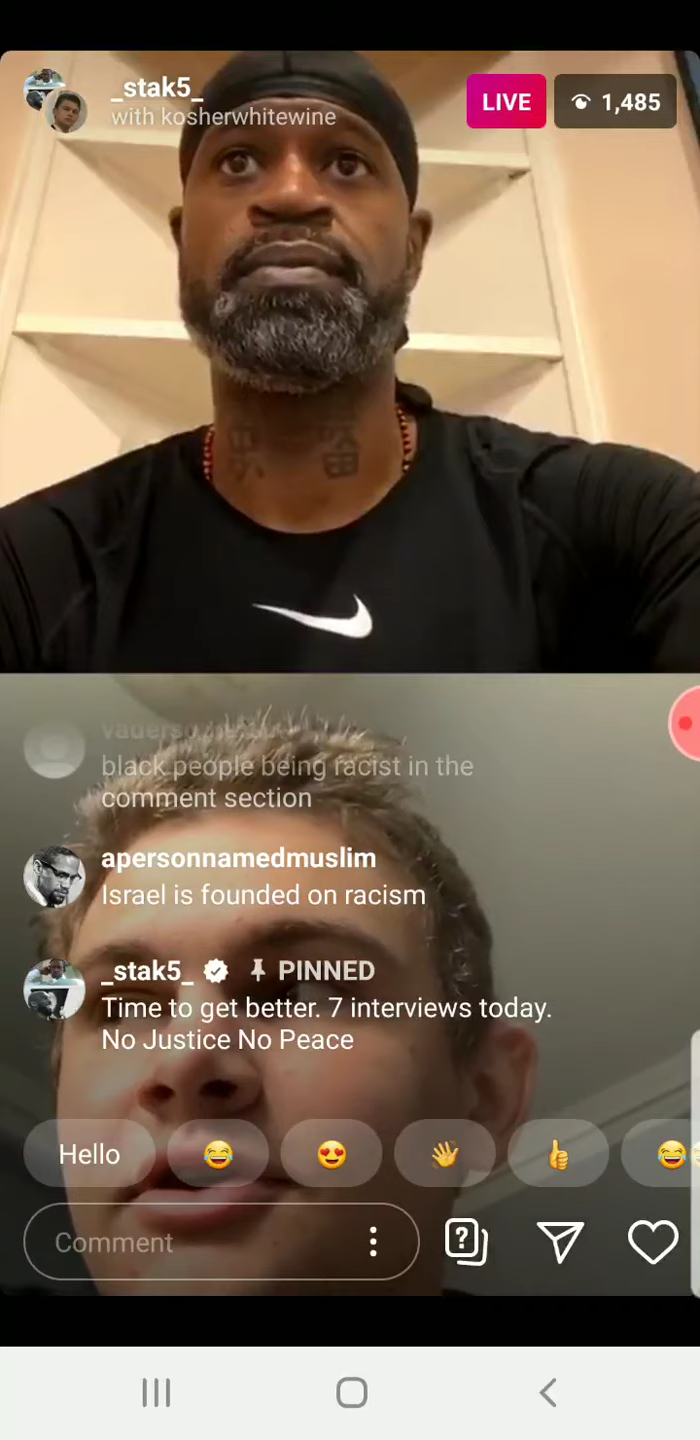 _stak5_
with kosherwhitewine
LIVE
1,485
black people being racist in the
comment section
apersonnamedmuslim
Israel is founded on racism
_stak5_ PINNED
Time to get better. 7 interviews today.
No Justice No Peace
Hello
Comment